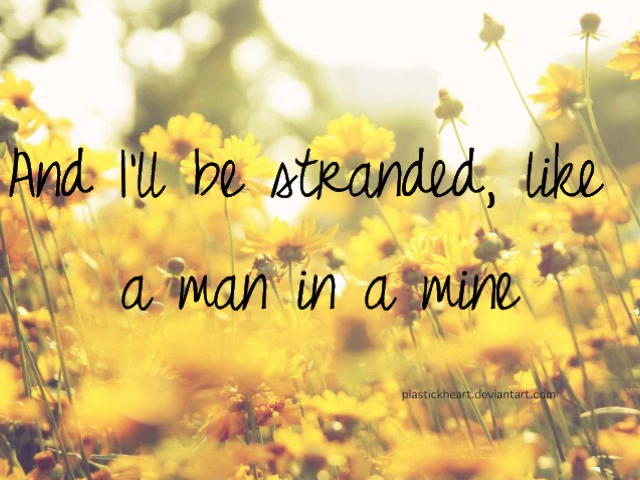 And I'll be stranded, like
a man in a mine
plastickheart.deviantart.com